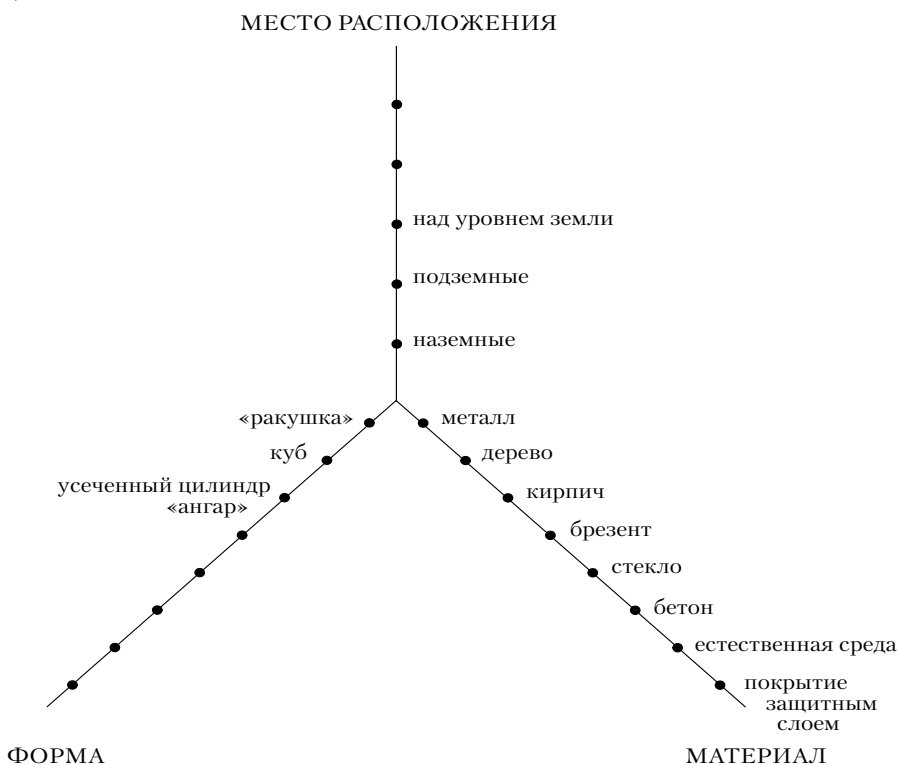 МЕСТО РАСПОЛОЖЕНИЯ
над уровнем земли
подземные
наземные
«ракушка»
металл
куб
дерево
усеченный цилиндр
«ангар»
кирпич
брезент
стекло
бетон
естественная среда
покрытие
защитным
слоем
ФОРМА
МАТЕРИАЛ